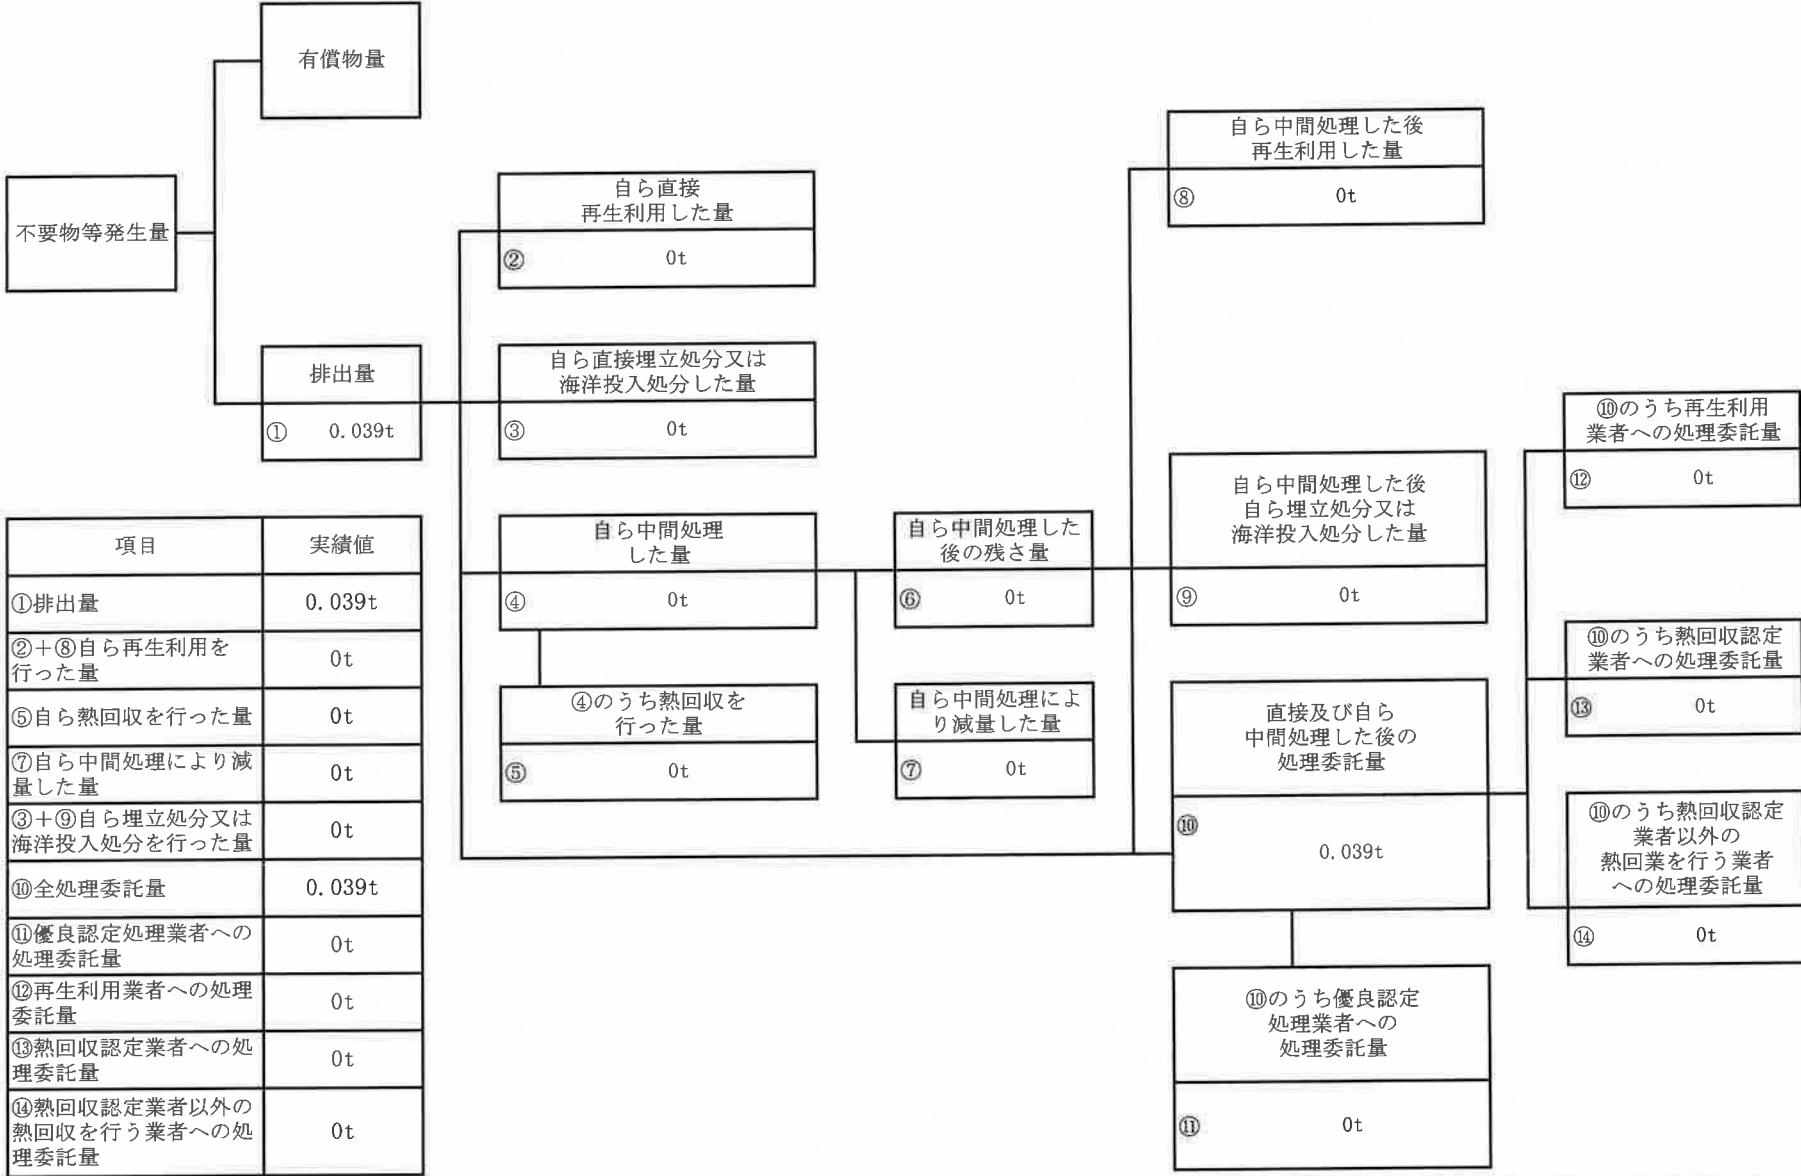 有償物量
不要物等発生量
排出量
① 0.039t
自ら直接
再生利用した量
② 0t
自ら直接埋立処分又は
海洋投入処分した量
③ 0t
自ら中間処理
した量
④ 0t
④のうち熱回収を
行った量
⑤ 0t
自ら中間処理した
後の残さ量
⑥ 0t
自ら中間処理によ
り減量した量
⑦ 0t
自ら中間処理した後
再生利用した量
⑧ 0t
自ら中間処理した後
自ら埋立処分又は
海洋投入処分した量
⑨ 0t
直接及び自ら
中間処理した後の
処理委託量
⑩
0.039t
⑩のうち優良認定
処理業者への
処理委託量
⑪ 0t
⑩のうち再生利用
業者への処理委託量
⑫ 0t
⑩のうち熱回収認定
業者への処理委託量
⑬ 0t
⑩のうち熱回収認定
業者以外の
熱回業を行う業者
への処理委託量
⑭ 0t
項目 実績値
①排出量 0.039t
②＋⑧自ら再生利用を
行った量 0t
⑤自ら熱回収を行った量 0t
⑦自ら中間処理により減
量した量 0t
③＋⑨自ら埋立処分又は
海洋投入処分を行った量 0t
⑩全処理委託量 0.039t
⑪優良認定処理業者への
処理委託量 0t
⑫再生利用業者への処理
委託量 0t
⑬熱回収認定業者への処
理委託量 0t
⑭熱回収認定業者以外の
熱回収を行う業者への処
理委託量 0t